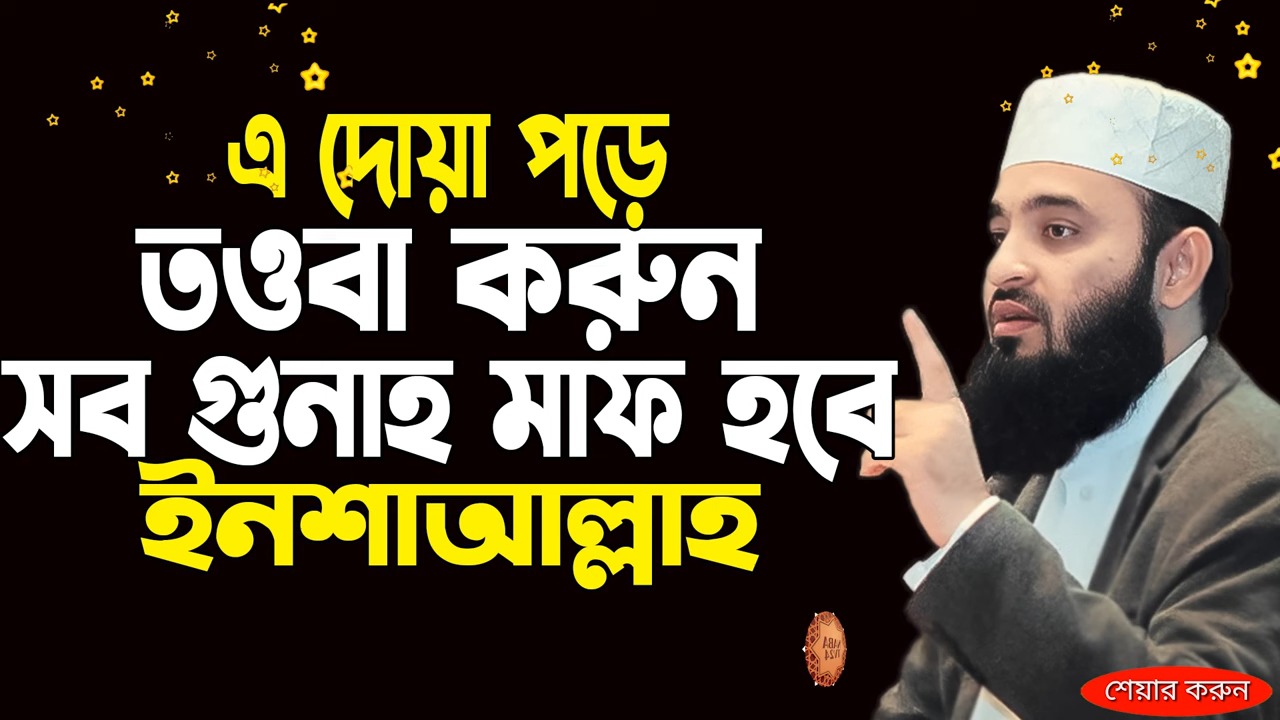 এ দোয়া পড়ে
তওবা করুন
সব গুনাহ মাফ হবে
ইনশাআল্লাহ
শেয়ার করুন